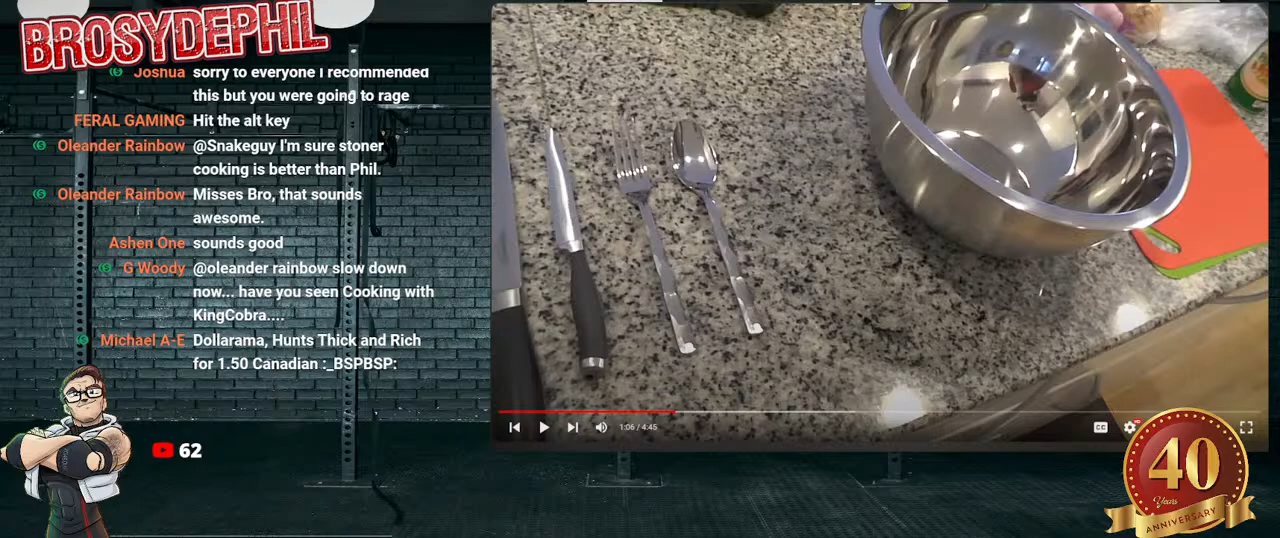 BROSYDEPHIL
Joshua sorry to everyone I recommended
this but you were going to rage
FERAL GAMING Hit the alt key
Oleander Rainbow @Snakeguy I'm sure stoner
cooking is better than Phil.
Oleander Rainbow Misses Bro, that sounds
awesome.
Ashen One sounds good
G Woody @oleander rainbow slow down
now... have you seen Cooking with
KingCobra....
Michael A-E Dollarama, Hunts Thick and Rich
for 1.50 Canadian :_BSPBSP:
62
1:06 / 4:45
CC
40
Years
ANNIVERSARY